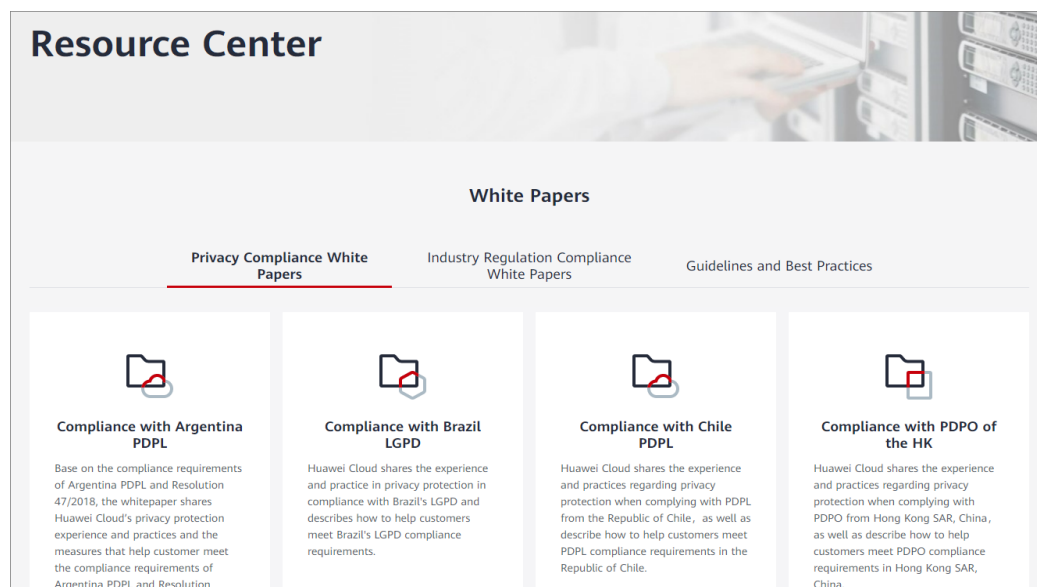 Resource Center
White Papers
Privacy Compliance White
Papers
Industry Regulation Compliance
White Papers
Guidelines and Best Practices
Compliance with Argentina
PDPL
Base on the compliance requirements
of Argentina PDPL and Resolution
47/2018, the whitepaper shares
Huawei Cloud's privacy protection
experience and practices and the
measures that help customer meet
the compliance requirements of
Argentina PDPL and Resolution
Compliance with Brazil
LGPD
Huawei Cloud shares the experience
and practice in privacy protection in
compliance with Brazil's LGPD and
describes how to help customers
meet Brazil's LGPD compliance
requirements.
Compliance with Chile
PDPL
Huawei Cloud shares the experience
and practices regarding privacy
protection when complying with PDPL
from the Republic of Chile，as well as
describe how to help customers meet
PDPL compliance requirements in the
Republic of Chile.
Compliance with PDPO of
the HK
Huawei Cloud shares the experience
and practices regarding privacy
protection when complying with
PDPO from Hong Kong SAR, China，
as well as describe how to help
customers meet PDPO compliance
requirements in Hong Kong SAR,
China.